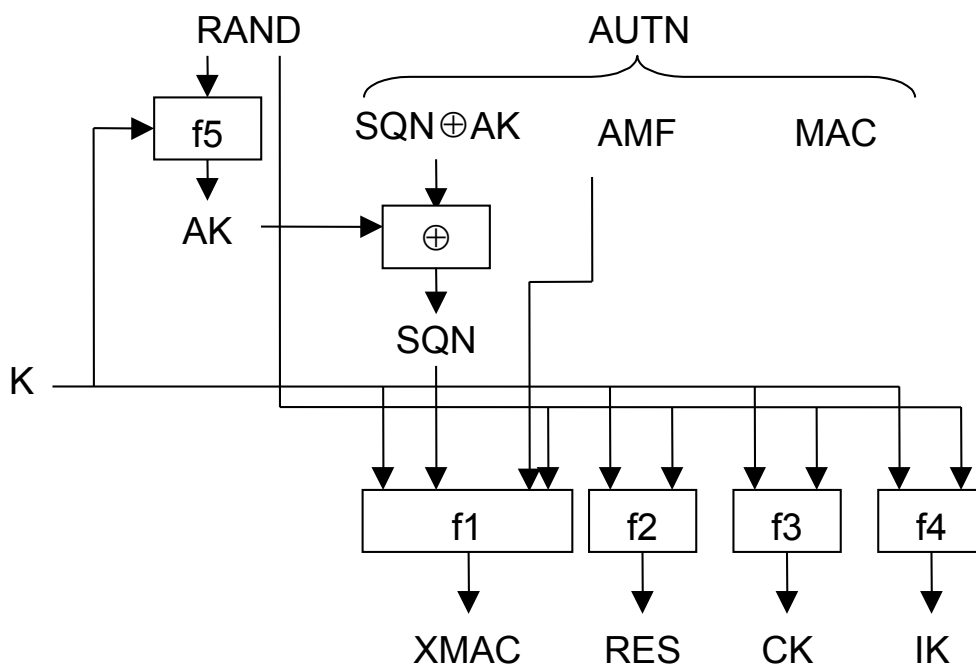 RAND AUTN
f5 SQN⊕AK AMF MAC
AK ⊕
SQN
K
f1 f2 f3 f4
XMAC RES CK IK